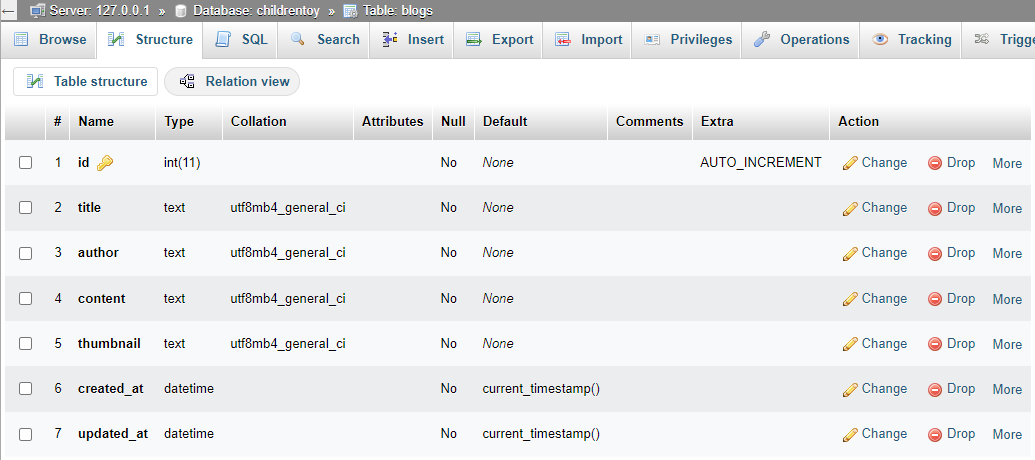 ← Server: 127.0.0.1 » Database: childrentoy » Table: blogs
Browse Structure SQL Search Insert Export Import Privileges Operations Tracking Trigge
Table structure Relation view
# Name Type Collation Attributes Null Default Comments Extra Action
1 id int(11) No None AUTO_INCREMENT Change Drop More
2 title text utf8mb4_general_ci No None Change Drop More
3 author text utf8mb4_general_ci No None Change Drop More
4 content text utf8mb4_general_ci No None Change Drop More
5 thumbnail text utf8mb4_general_ci No None Change Drop More
6 created_at datetime No current_timestamp() Change Drop More
7 updated_at datetime No current_timestamp() Change Drop More